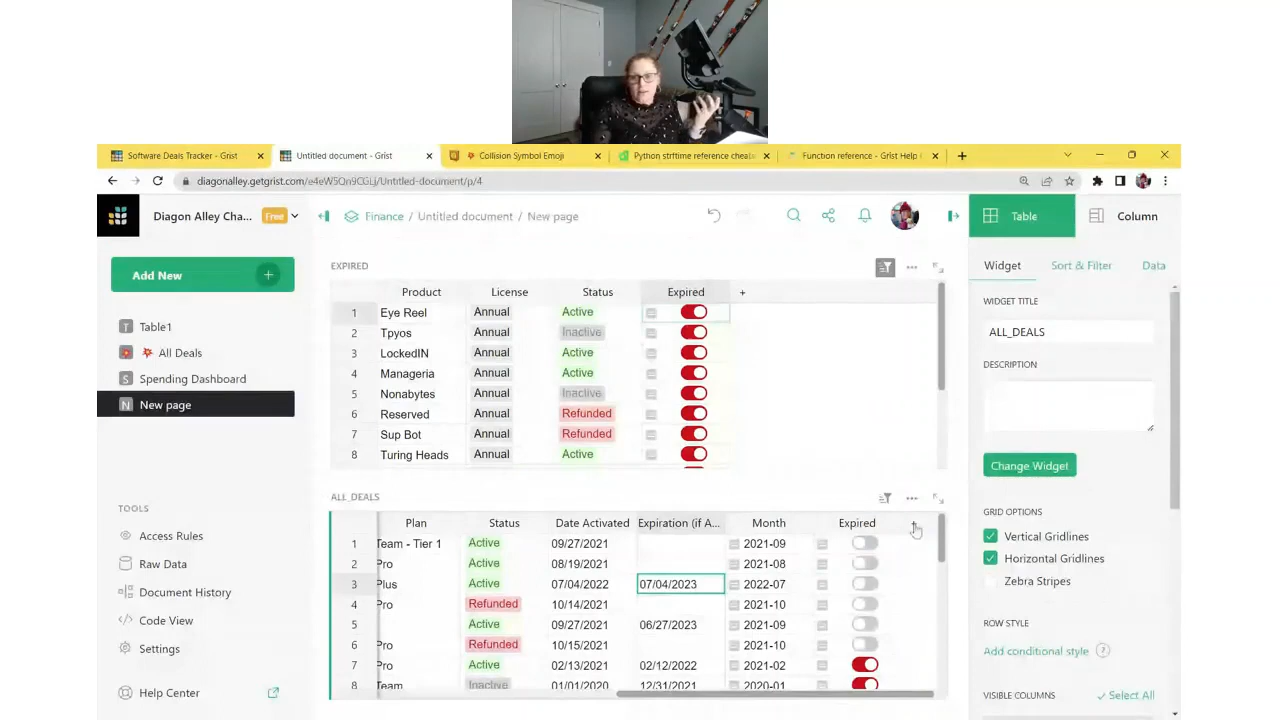 Software Deals Tracker - Grist
Untitled document - Grist
Collision Symbol Emoji
Python strftime reference cheat
Function reference - Grist Help C
diagonalley.getgrist.com/e4eW5Qn9CGLj/Untitled-document/p/4
Diagon Alley Cha... Free
Finance / Untitled document / New page
Table
Column
Add New
Table1
All Deals
Spending Dashboard
New page
TOOLS
Access Rules
Raw Data
Document History
Code View
Settings
Help Center
EXPIRED
Product License Status Expired +
1 Eye Reel Annual Active
2 Tpyos Annual Inactive
3 LockedIN Annual Active
4 Manageria Annual Active
5 Nonabytes Annual Inactive
6 Reserved Annual Refunded
7 Sup Bot Annual Refunded
8 Turing Heads Annual Active
ALL_DEALS
Plan Status Date Activated Expiration (if A... Month Expired +
1 Team - Tier 1 Active 09/27/2021 2021-09
2 Pro Active 08/19/2021 2021-08
3 Plus Active 07/04/2022 07/04/2023 2022-07
4 Pro Refunded 10/14/2021 2021-10
5 Active 09/27/2021 06/27/2023 2021-09
6 Pro Refunded 10/15/2021 2021-10
7 Pro Active 02/13/2021 02/12/2022 2021-02
8 Team Inactive 01/01/2020 12/31/2021 2020-01
Widget Sort & Filter Data
WIDGET TITLE
ALL_DEALS
DESCRIPTION
Change Widget
GRID OPTIONS
Vertical Gridlines
Horizontal Gridlines
Zebra Stripes
ROW STYLE
Add conditional style ?
VISIBLE COLUMNS Select All